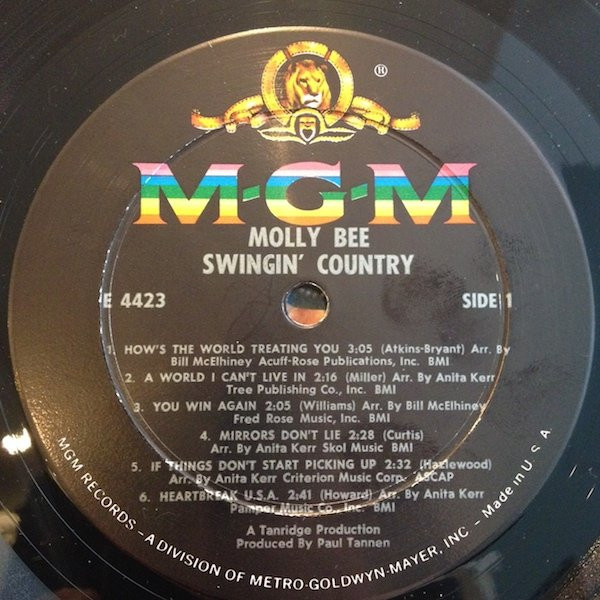 ®
M-G-M
MOLLY BEE
SWINGIN' COUNTRY
E 4423
SIDE 1
1. HOW'S THE WORLD TREATING YOU 3:05 (Atkins-Bryant) Arr. By
Bill McElhiney Acuff-Rose Publications, Inc. BMI
2. A WORLD I CAN'T LIVE IN 2:16 (Miller) Arr. By Anita Kerr
Tree Publishing Co., Inc. BMI
3. YOU WIN AGAIN 2:05 (Williams) Arr. By Bill McElhiney
Fred Rose Music, Inc. BMI
4. MIRRORS DON'T LIE 2:28 (Curtis)
Arr. By Anita Kerr Skol Music BMI
5. IF THINGS DON'T START PICKING UP 2:32 (Hazlewood)
Arr. By Anita Kerr Criterion Music Corp. ASCAP
6. HEARTBREAK U.S.A. 2:41 (Howard) Arr. By Anita Kerr
Pamper Music Co., Inc. BMI
A Tanridge Production
Produced By Paul Tannen
MGM RECORDS – A DIVISION OF METRO-GOLDWYN-MAYER, INC. – Made in U. S. A.